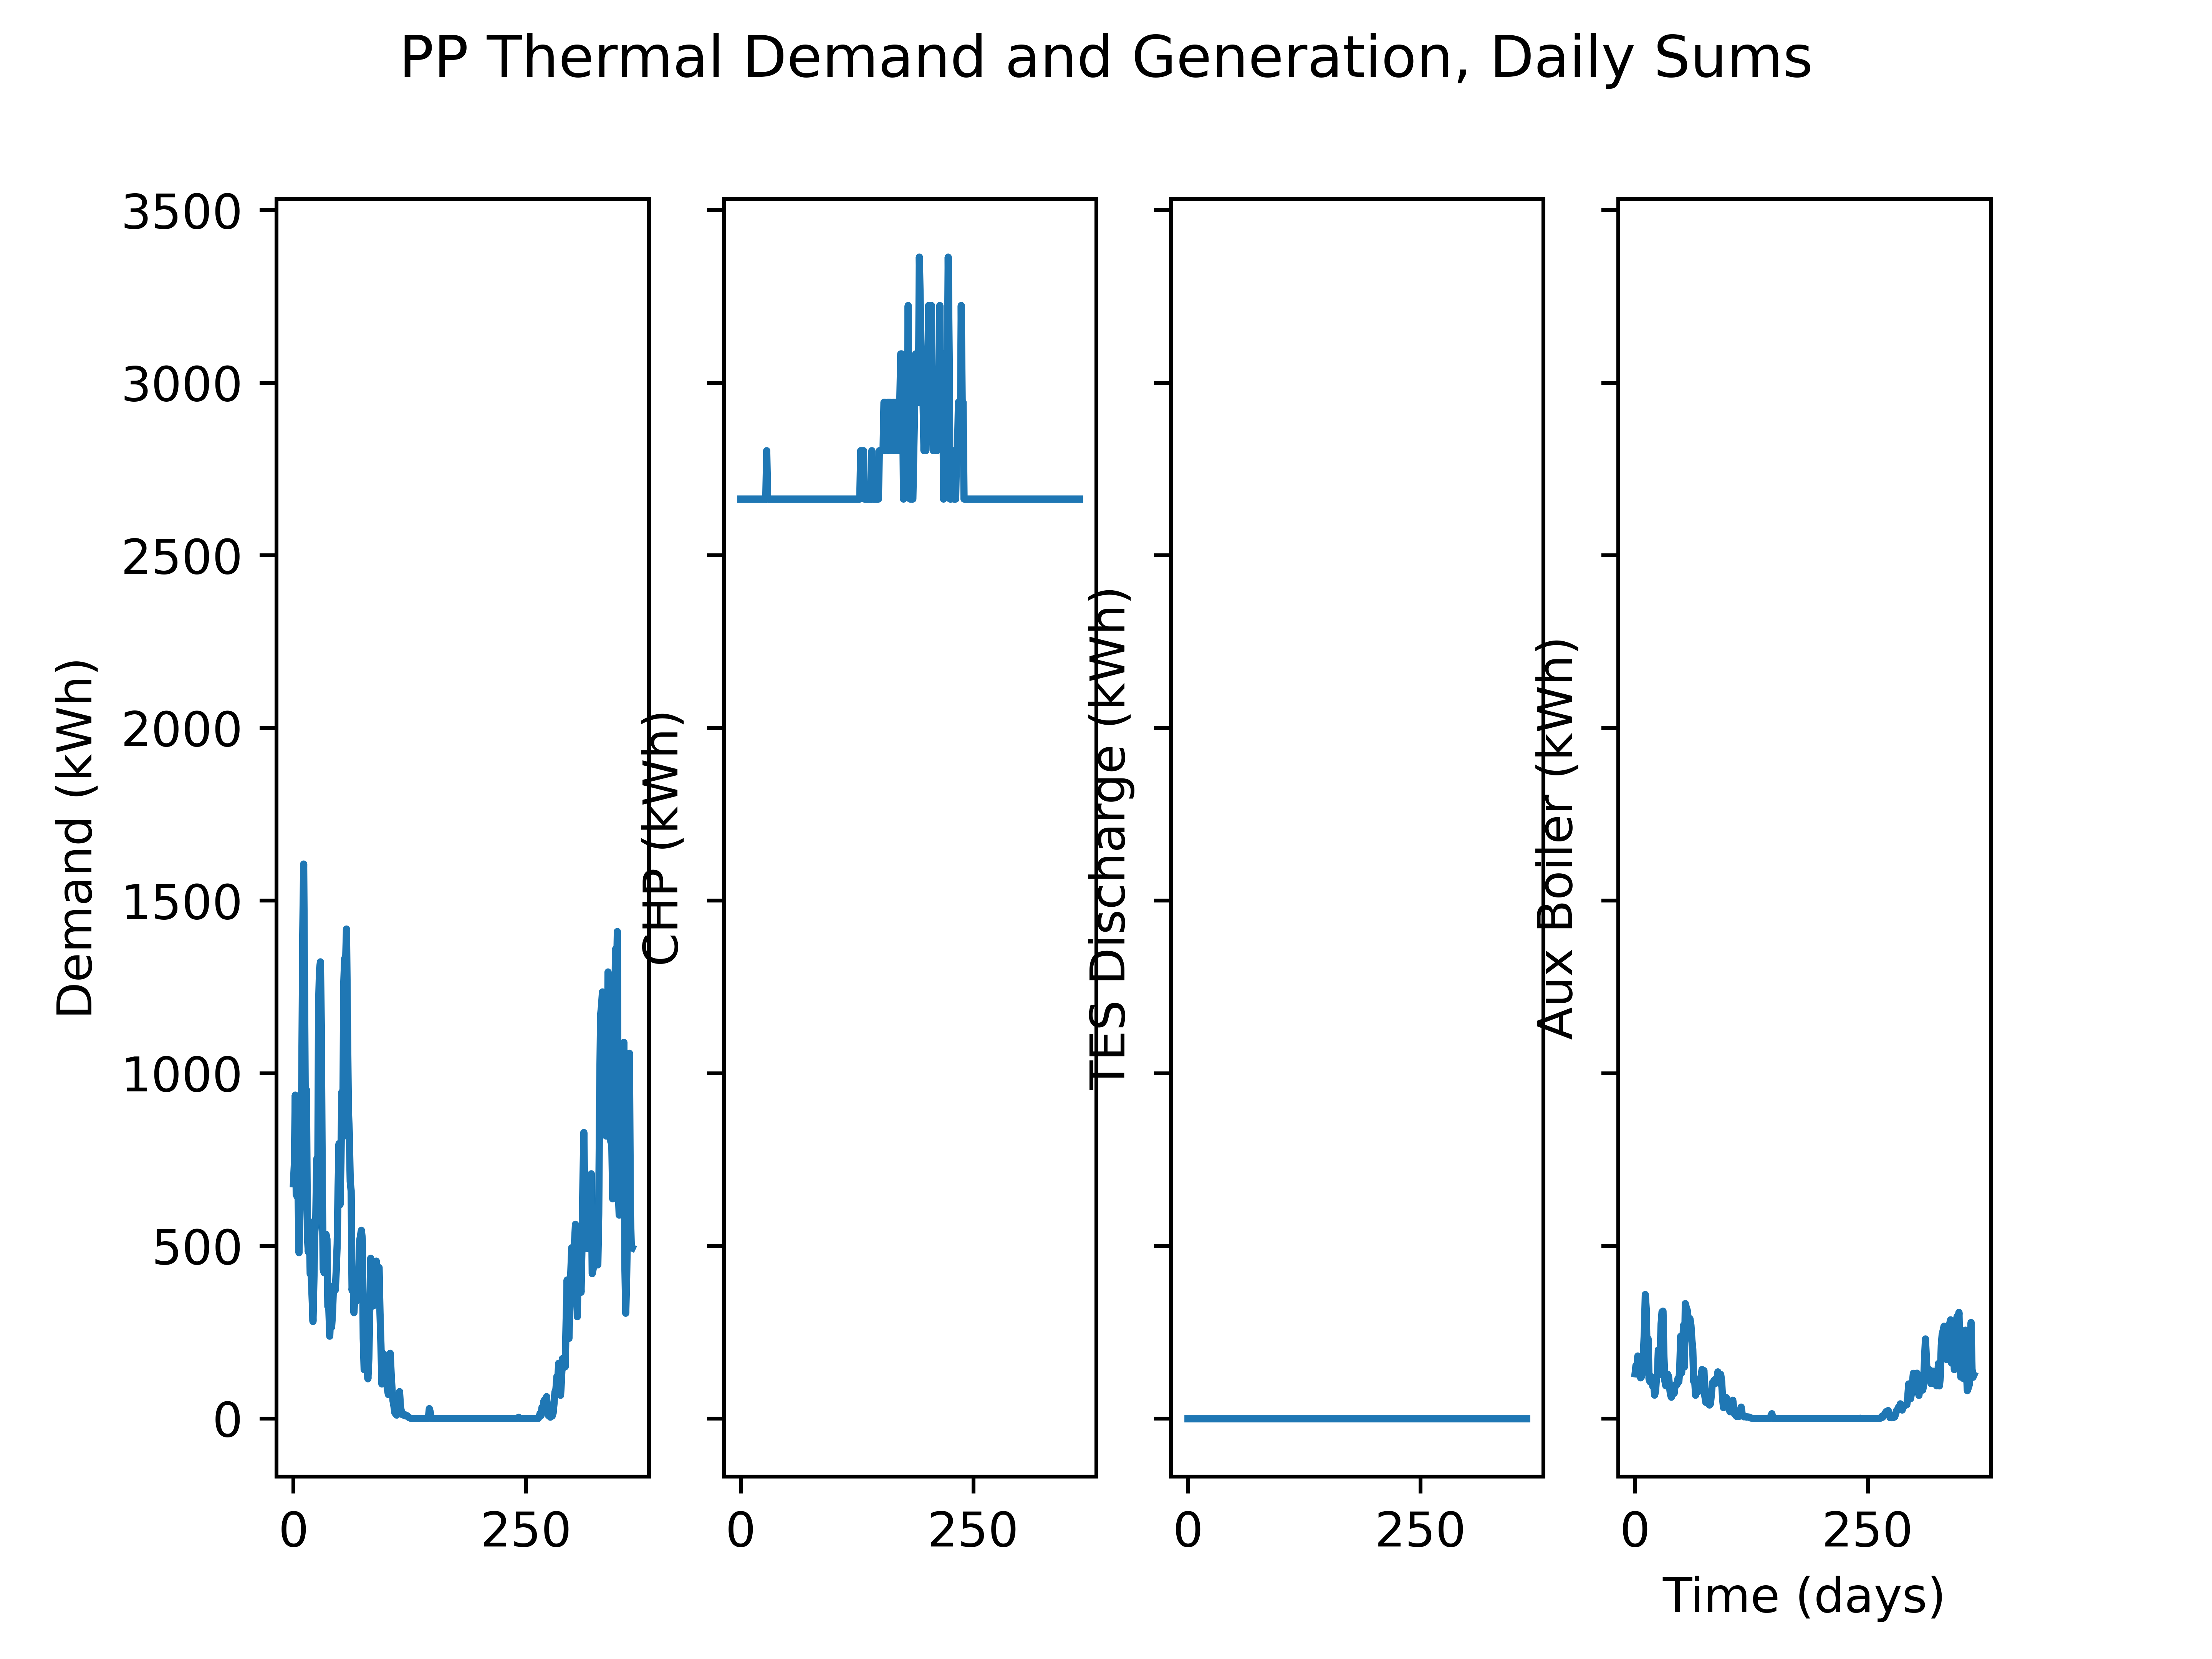 PP Thermal Demand and Generation, Daily Sums
Demand (kWh)
3500
3000
2500
2000
1500
1000
500
0
0
250
CHP (kWh)
0
250
TES Discharge (kWh)
0
250
Aux Boiler (kWh)
0
250
Time (days)